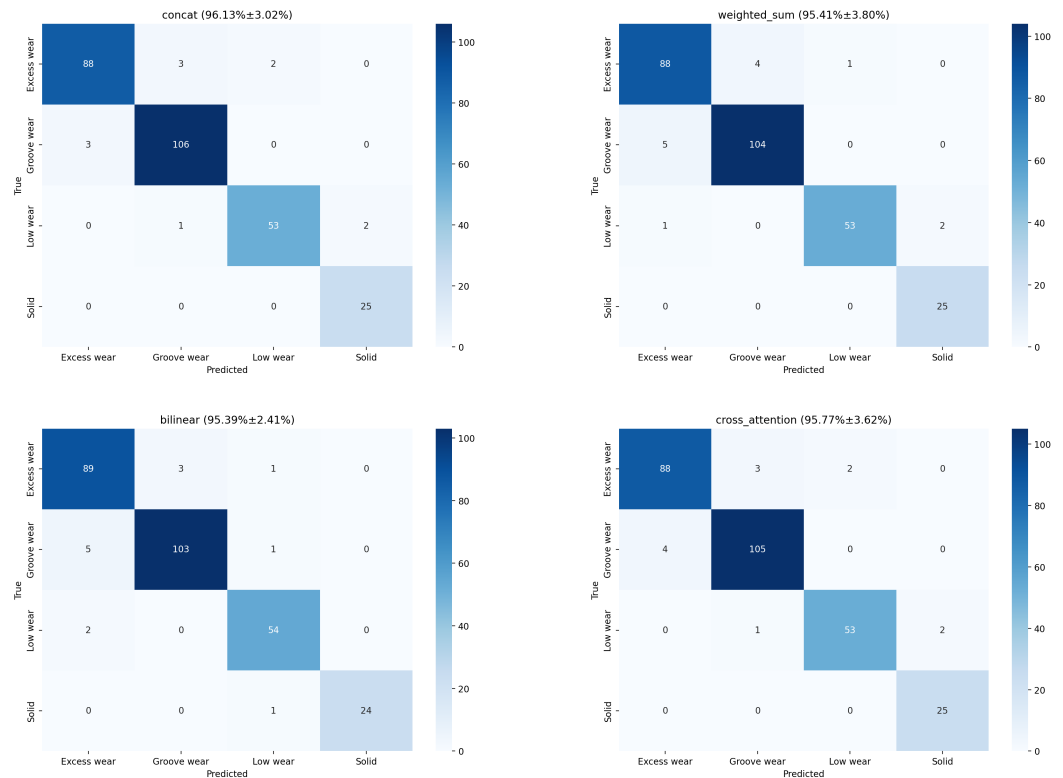 concat (96.13%±3.02%)
Excess wear
Groove wear
Low wear
Solid
True
88 3 2 0
3 106 0 0
0 1 53 2
0 0 0 25
Excess wear Groove wear Low wear Solid
Predicted
100
80
60
40
20
0
weighted_sum (95.41%±3.80%)
Excess wear
Groove wear
Low wear
Solid
True
88 4 1 0
5 104 0 0
1 0 53 2
0 0 0 25
Excess wear Groove wear Low wear Solid
Predicted
100
80
60
40
20
0
bilinear (95.39%±2.41%)
Excess wear
Groove wear
Low wear
Solid
True
89 3 1 0
5 103 1 0
2 0 54 0
0 0 1 24
Excess wear Groove wear Low wear Solid
Predicted
100
80
60
40
20
0
cross_attention (95.77%±3.62%)
Excess wear
Groove wear
Low wear
Solid
True
88 3 2 0
4 105 0 0
0 1 53 2
0 0 0 25
Excess wear Groove wear Low wear Solid
Predicted
100
80
60
40
20
0